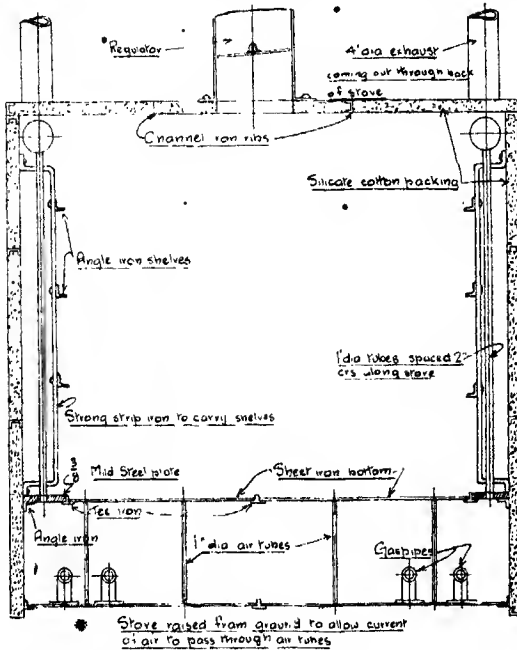 Regulator
4"dia exhaust
coming out through back
of stove
Channel iron ribs
Silicate cotton packing
Angle iron shelves
1"dia tubes spaced 2"
crs along stove
Strong strip iron to carry shelves
Mild Steel plate
Sheet iron bottom
Tee iron
Angle iron
1" dia air tubes
Gaspipes
Stove raised from ground to allow current
of air to pass through air tubes